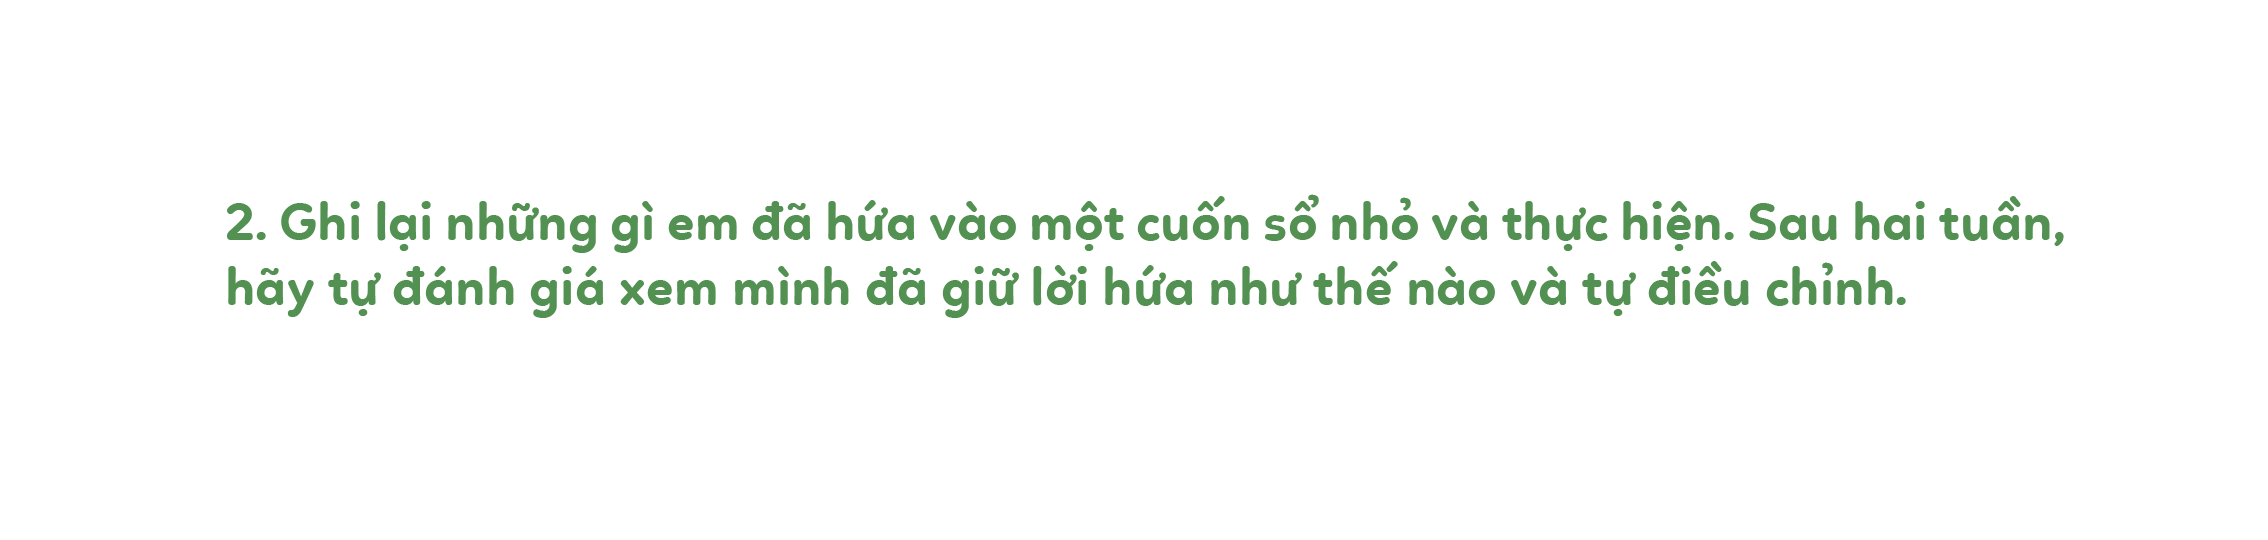 2. Ghi lại những gì em đã hứa vào một cuốn sổ nhỏ và thực hiện. Sau hai tuần,
hãy tự đánh giá xem mình đã giữ lời hứa như thế nào và tự điều chỉnh.